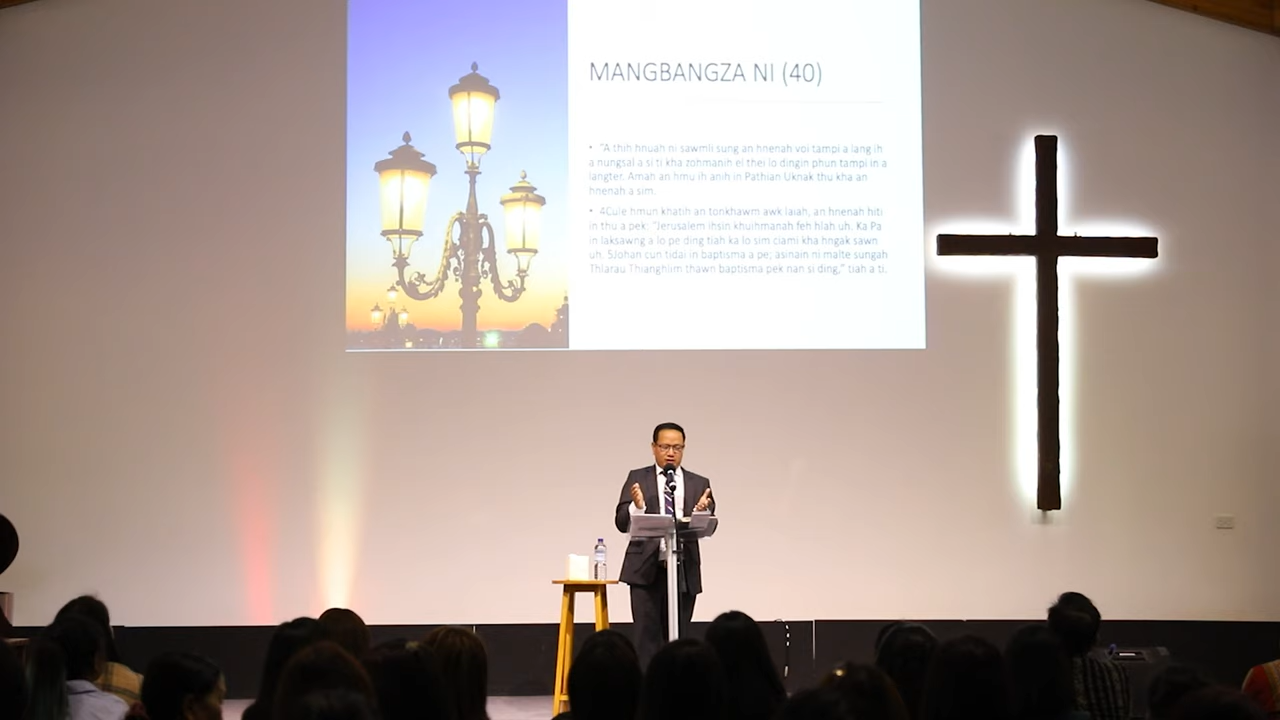 MANGBANGZA NI (40)
• "A thih hnuah ni sawmli sung an hnenah voi tampi a lang ih
a nungsal a si ti kha zohmanih el thei lo dingin phun tampi in a
langter. Amah an hmu ih anih in Pathian Uknak thu kha an
hnenah a sim.
• 4Cule hmun khatih an tonkhawm awk laiah, an hnenah hiti
in thu a pek: "Jerusalem ihsin khuihmanah feh hlah uh. Ka Pa
in laksawng a lo pe ding tiah ka lo sim ciami kha hngak sawn
uh. 5Johan cun tidai in baptisma a pe; asinain ni malte sungah
Thlarau Thianghlim thawn baptisma pek nan si ding," tiah a ti.